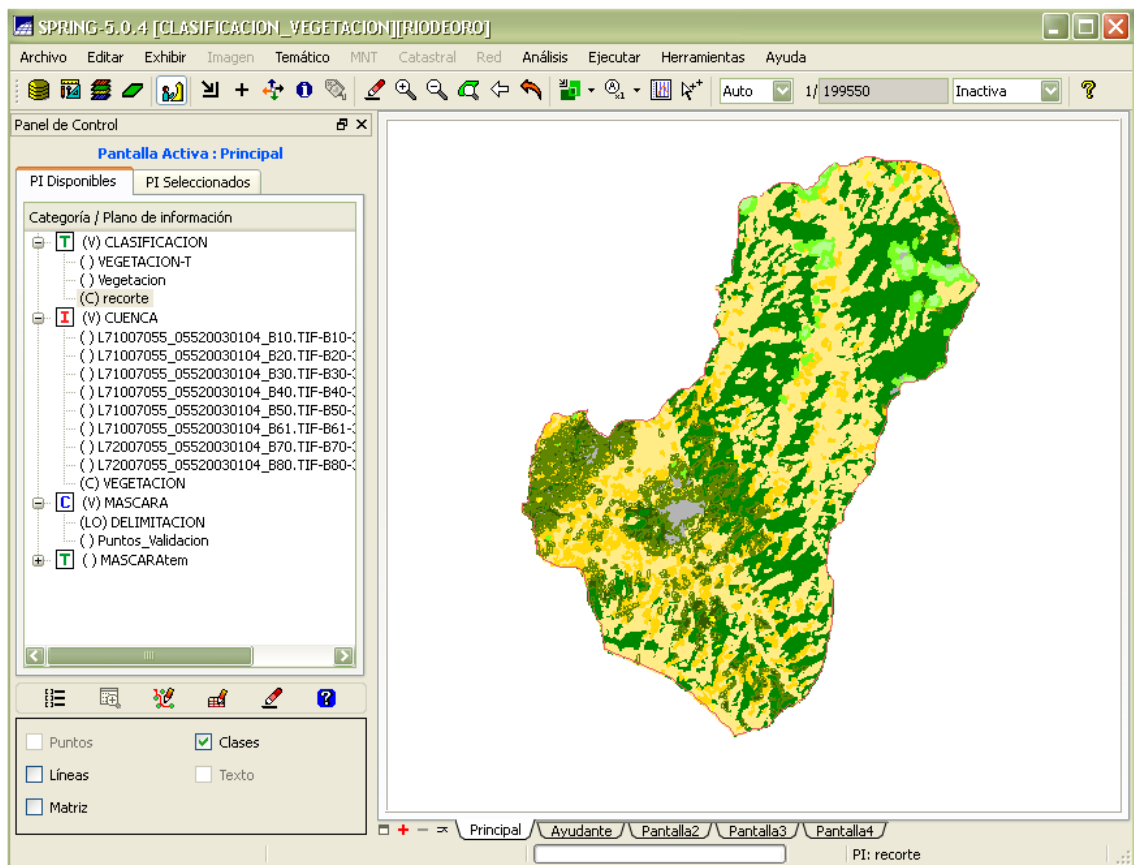 SPRING-5.0.4 [CLASIFICACION_VEGETACION][RIODEORO]
Archivo Editar Exhibir Imagen Temático MNT Catastral Red Análisis Ejecutar Herramientas Ayuda
Auto 1/ 199550 Inactiva
Panel de Control
Pantalla Activa : Principal
PI Disponibles PI Seleccionados
Categoría / Plano de información
T (V) CLASIFICACION
( ) VEGETACION-T
( ) Vegetacion
(C) recorte
I (V) CUENCA
( ) L71007055_05520030104_B10.TIF-B10-
( ) L71007055_05520030104_B20.TIF-B20-
( ) L71007055_05520030104_B30.TIF-B30-
( ) L71007055_05520030104_B40.TIF-B40-
( ) L71007055_05520030104_B50.TIF-B50-
( ) L71007055_05520030104_B61.TIF-B61-
( ) L72007055_05520030104_B70.TIF-B70-
( ) L72007055_05520030104_B80.TIF-B80-
(C) VEGETACION
C (V) MASCARA
(LO) DELIMITACION
( ) Puntos_Validacion
T ( ) MASCARAtem
Puntos Clases
Líneas Texto
Matriz
Principal Ayudante Pantalla2 Pantalla3 Pantalla4
PI: recorte